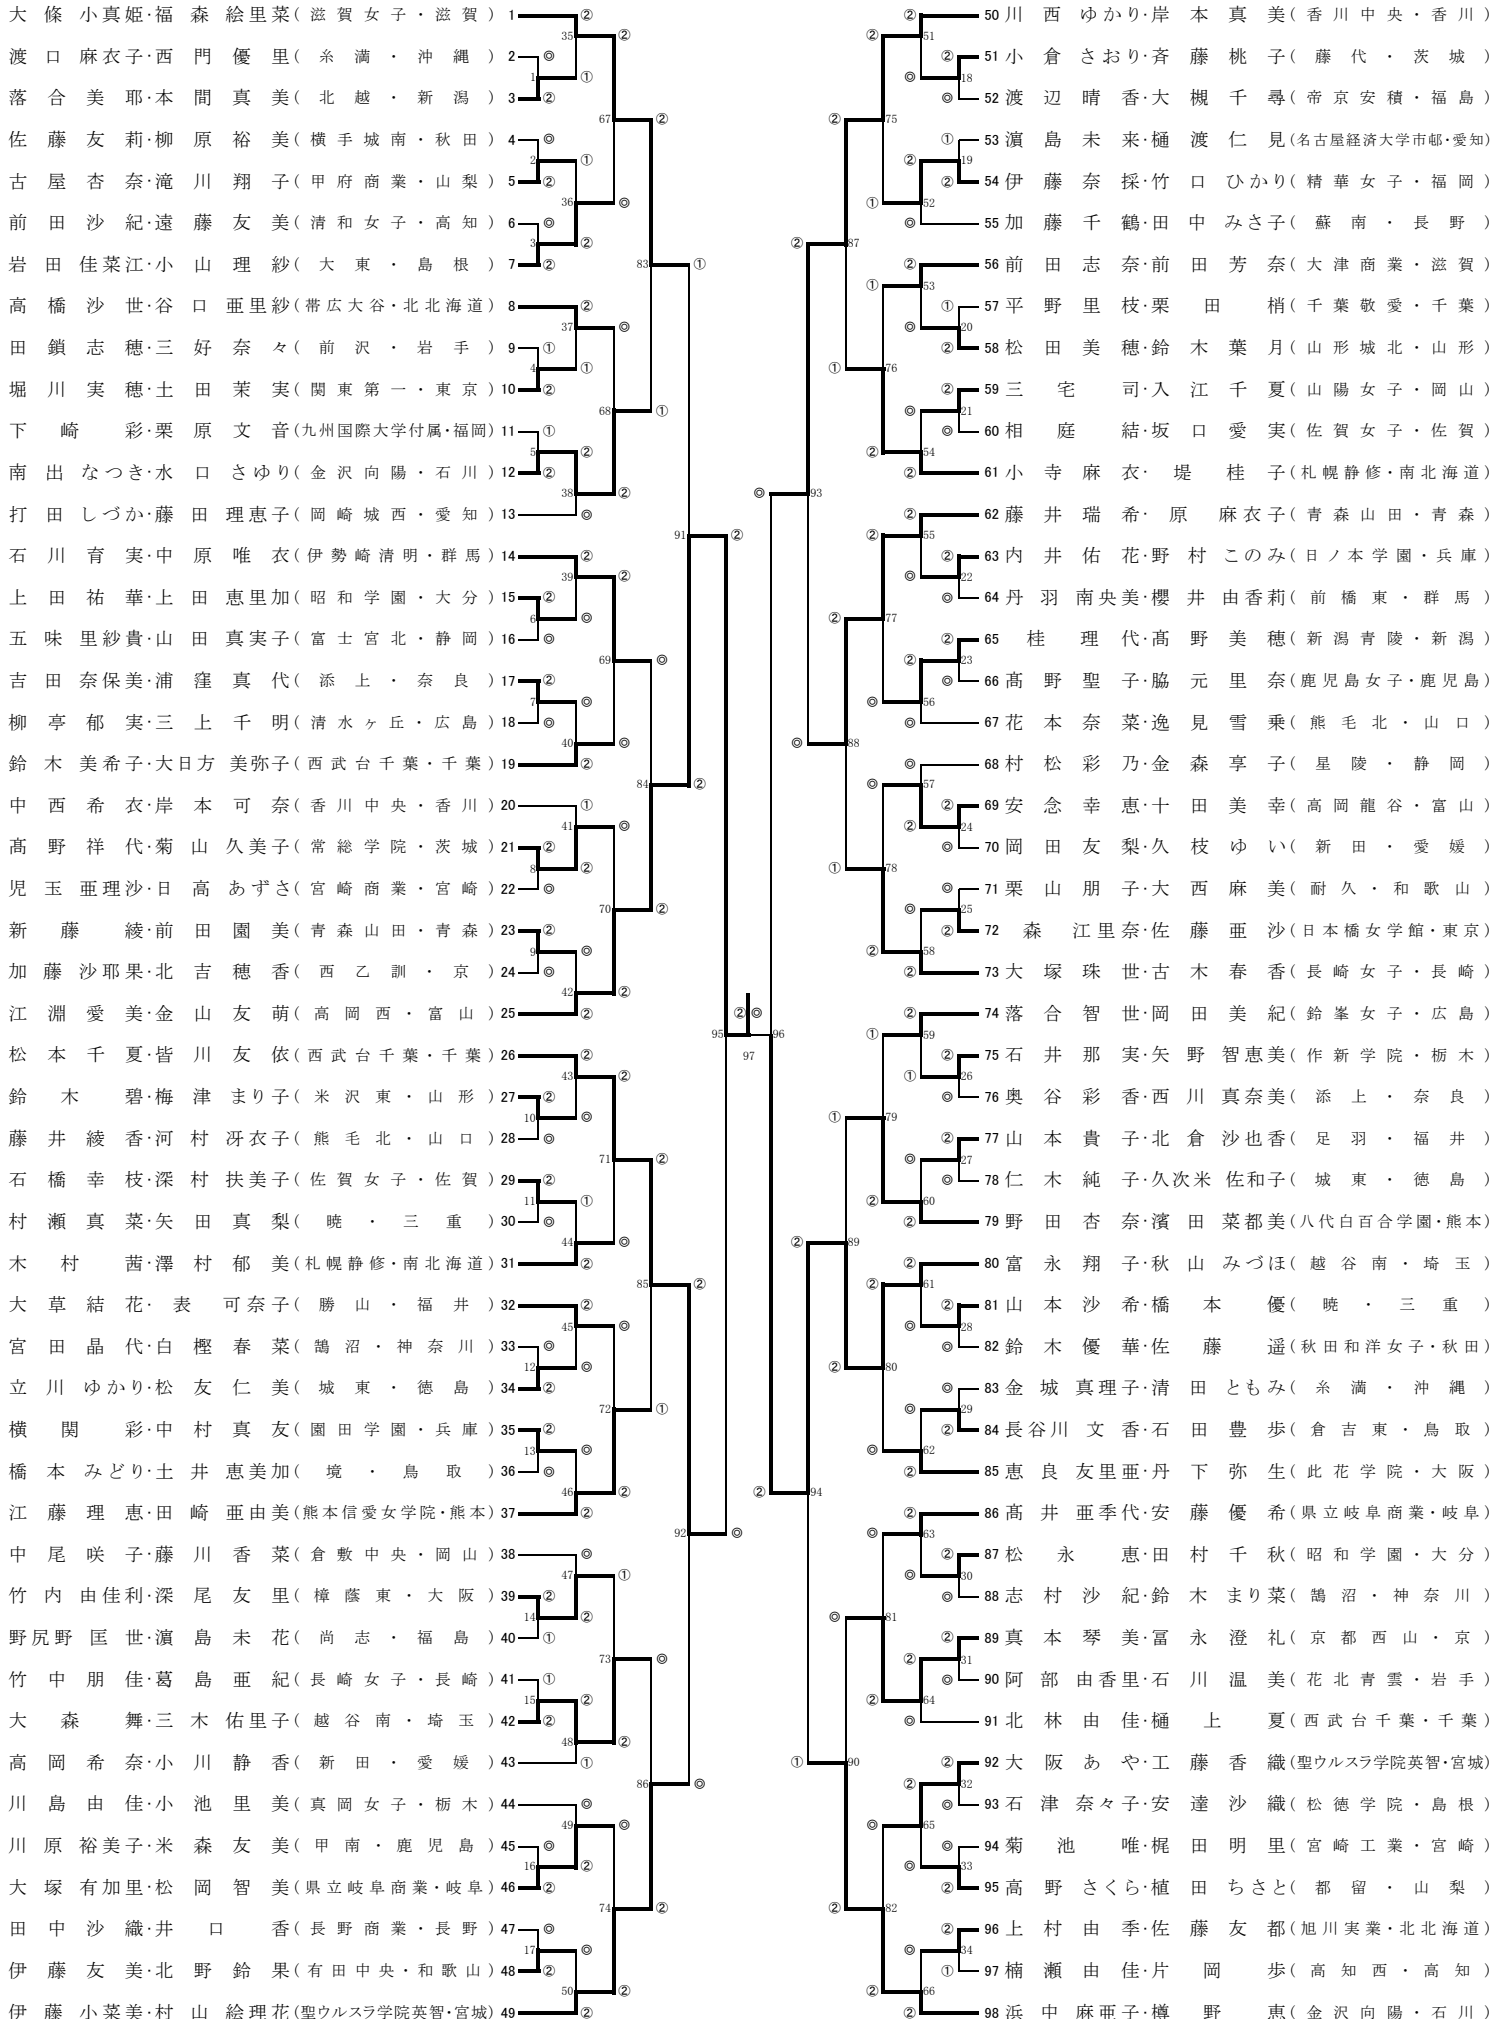 大條 小真姫・福森 絵里菜 (滋賀女子・滋賀) 1
渡口 麻衣子・西門 優里 (糸満・沖縄) 2
落合 美耶・本間 真美 (北越・新潟) 3
佐藤 友莉・柳原 裕美 (横手城南・秋田) 4
古屋 杏奈・滝川 翔子 (甲府商業・山梨) 5
前田 沙紀・遠藤 友美 (清和女子・高知) 6
岩田 佳菜江・小山 理紗 (大東・島根) 7
高橋 沙世・谷口 亜里紗 (帯広大谷・北北海道) 8
田鎖 志穂・三好 奈々 (前沢・岩手) 9
堀川 実穂・土田 茉実 (関東第一・東京) 10
下崎 彩・栗原 文音 (九州国際大学付属・福岡) 11
南出 なつき・水口 さゆり (金沢向陽・石川) 12
打田 しづか・藤田 理恵子 (岡崎城西・愛知) 13
石川 育実・中原 唯衣 (伊勢崎清明・群馬) 14
上田 祐華・上田 恵里加 (昭和学園・大分) 15
五味 里紗貴・山田 真実子 (富士宮北・静岡) 16
吉田 奈保美・浦窪 真代 (添上・奈良) 17
柳亭 郁実・三上 千明 (清水ヶ丘・広島) 18
鈴木 美希子・大日方 美弥子 (西武台千葉・千葉) 19
中西 希衣・岸本 可奈 (香川中央・香川) 20
髙野 祥代・菊山 久美子 (常総学院・茨城) 21
児玉 亜理沙・日高 あずさ (宮崎商業・宮崎) 22
新藤 綾・前田 園美 (青森山田・青森) 23
加藤 沙耶果・北吉 穂香 (西乙訓・京) 24
江淵 愛美・金山 友萌 (高岡西・富山) 25
松本 千夏・皆川 友依 (西武台千葉・千葉) 26
鈴木 碧・梅津 まり子 (米沢東・山形) 27
藤井 綾香・河村 冴衣子 (熊毛北・山口) 28
石橋 幸枝・深村 扶美子 (佐賀女子・佐賀) 29
村瀬 真菜・矢田 真梨 (暁・三重) 30
木村 茜・澤村 郁美 (札幌静修・南北海道) 31
大草 結花・表 可奈子 (勝山・福井) 32
宮田 晶代・白樫 春菜 (鵠沼・神奈川) 33
立川 ゆかり・松友 仁美 (城東・徳島) 34
横関 彩・中村 真友 (園田学園・兵庫) 35
橋本 みどり・土井 恵美加 (境・鳥取) 36
江藤 理恵・田崎 亜由美 (熊本信愛女学院・熊本) 37
中尾 咲子・藤川 香菜 (倉敷中央・岡山) 38
竹内 由佳利・深尾 友里 (樟蔭東・大阪) 39
野尻野 匡世・濵島 未花 (尚志・福島) 40
竹中 朋佳・葛島 亜紀 (長崎女子・長崎) 41
大森 舞・三木 佑里子 (越谷南・埼玉) 42
高岡 希奈・小川 静香 (新田・愛媛) 43
川島 由佳・小池 里美 (真岡女子・栃木) 44
川原 裕美子・米森 友美 (甲南・鹿児島) 45
大塚 有加里・松岡 智美 (県立岐阜商業・岐阜) 46
田中 沙織・井口 香 (長野商業・長野) 47
伊藤 友美・北野 鈴果 (有田中央・和歌山) 48
伊藤 小菜美・村山 絵理花 (聖ウルスラ学院英智・宮城) 49
50 川西 ゆかり・岸本 真美 (香川中央・香川)
51 小倉 さおり・斉藤 桃子 (藤代・茨城)
52 渡辺 晴香・大槻 千尋 (帝京安積・福島)
53 濵島 未来・樋渡 仁見 (名古屋経済大学市邨・愛知)
54 伊藤 奈採・竹口 ひかり (精華女子・福岡)
55 加藤 千鶴・田中 みさ子 (蘇南・長野)
56 前田 志奈・前田 芳奈 (大津商業・滋賀)
57 平野 里枝・栗田 梢 (千葉敬愛・千葉)
58 松田 美穂・鈴木 葉月 (山形城北・山形)
59 三宅 司・入江 千夏 (山陽女子・岡山)
60 相庭 結・坂口 愛実 (佐賀女子・佐賀)
61 小寺 麻衣・堤 桂子 (札幌静修・南北海道)
62 藤井 瑞希・原 麻衣子 (青森山田・青森)
63 内井 佑花・野村 このみ (日ノ本学園・兵庫)
64 丹羽 南央美・櫻井 由香莉 (前橋東・群馬)
65 桂 理代・髙野 美穂 (新潟青陵・新潟)
66 髙野 聖子・脇元 里奈 (鹿児島女子・鹿児島)
67 花本 奈菜・逸見 雪乗 (熊毛北・山口)
68 村松 彩乃・金森 享子 (星陵・静岡)
69 安念 幸恵・十田 美幸 (高岡龍谷・富山)
70 岡田 友梨・久枝 ゆい (新田・愛媛)
71 栗山 朋子・大西 麻美 (耐久・和歌山)
72 森 江里奈・佐藤 亜沙 (日本橋女学館・東京)
73 大塚 珠世・古木 春香 (長崎女子・長崎)
74 落合 智世・岡田 美紀 (鈴峯女子・広島)
75 石井 那実・矢野 智恵美 (作新学院・栃木)
76 奥谷 彩香・西川 真奈美 (添上・奈良)
77 山本 貴子・北倉 沙也香 (足羽・福井)
78 仁木 純子・久次米 佐和子 (城東・徳島)
79 野田 杏奈・濱田 菜都美 (八代白百合学園・熊本)
80 富永 翔子・秋山 みづほ (越谷南・埼玉)
81 山本 沙希・橋本 優 (暁・三重)
82 鈴木 優華・佐藤 遥 (秋田和洋女子・秋田)
83 金城 真理子・清田 ともみ (糸満・沖縄)
84 長谷川 文香・石田 豊歩 (倉吉東・鳥取)
85 恵良 友里亜・丹下 弥生 (此花学院・大阪)
86 髙井 亜季代・安藤 優希 (県立岐阜商業・岐阜)
87 松永 恵・田村 千秋 (昭和学園・大分)
88 志村 沙紀・鈴木 まり菜 (鵠沼・神奈川)
89 真本 琴美・冨永 澄礼 (京都西山・京)
90 阿部 由香里・石川 温美 (花北青雲・岩手)
91 北林 由佳・樋上 夏 (西武台千葉・千葉)
92 大阪 あや・工藤 香織 (聖ウルスラ学院英智・宮城)
93 石津 奈々子・安達 沙織 (松徳学院・島根)
94 菊池 唯・梶田 明里 (宮崎工業・宮崎)
95 高野 さくら・植田 ちさと (都留・山梨)
96 上村 由季・佐藤 友都 (旭川実業・北北海道)
97 楠瀬 由佳・片岡 歩 (高知西・高知)
98 浜中 麻亜子・樽野 恵 (金沢向陽・石川)